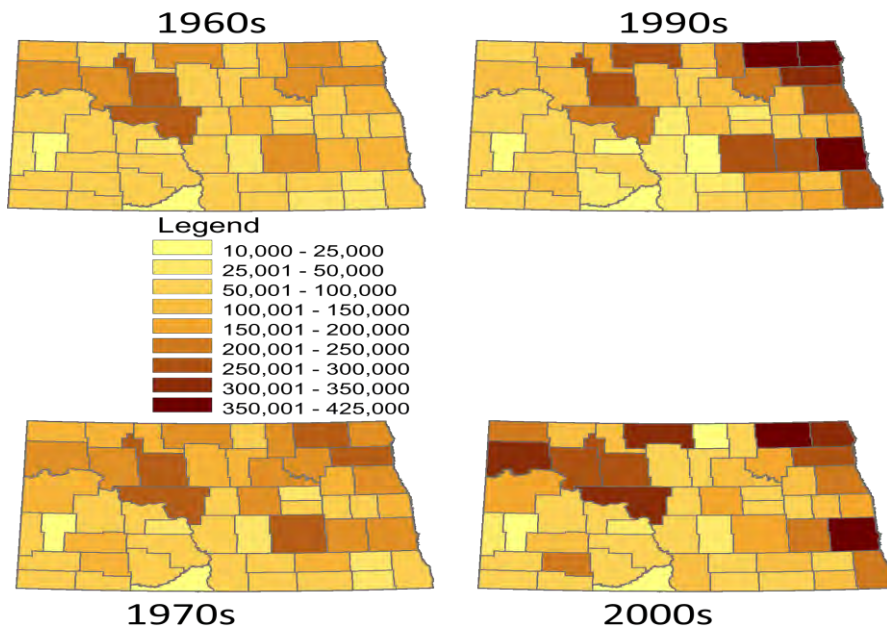 1960s
1990s
Legend
10,000 - 25,000
25,001 - 50,000
50,001 - 100,000
100,001 - 150,000
150,001 - 200,000
200,001 - 250,000
250,001 - 300,000
300,001 - 350,000
350,001 - 425,000
1970s
2000s